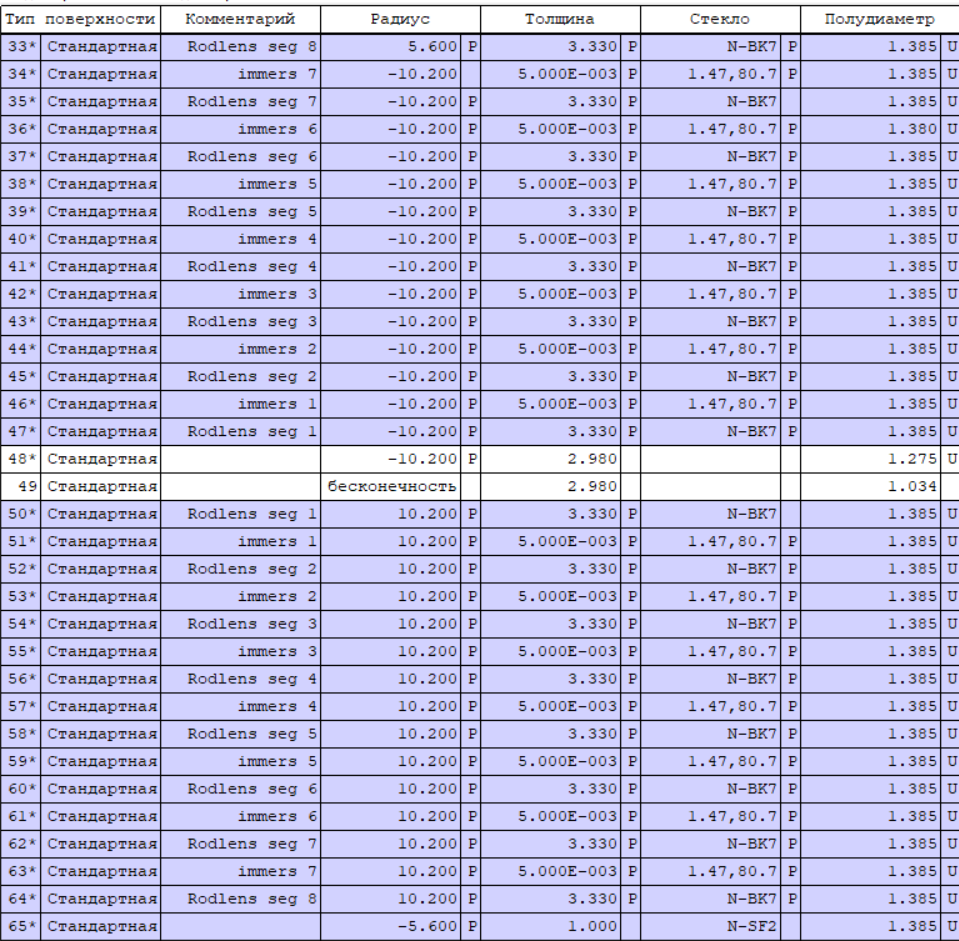 Тип поверхности Комментарий Радиус Толщина Стекло Полудиаметр
33* Стандартная Rodlens seg 8 5.600 P 3.330 P N-BK7 P 1.385 U
34* Стандартная immers 7 -10.200 5.000E-003 P 1.47,80.7 P 1.385 U
35* Стандартная Rodlens seg 7 -10.200 P 3.330 P N-BK7 1.385 U
36* Стандартная immers 6 -10.200 P 5.000E-003 P 1.47,80.7 P 1.380 U
37* Стандартная Rodlens seg 6 -10.200 P 3.330 P N-BK7 P 1.385 U
38* Стандартная immers 5 -10.200 P 5.000E-003 P 1.47,80.7 P 1.385 U
39* Стандартная Rodlens seg 5 -10.200 P 3.330 P N-BK7 P 1.385 U
40* Стандартная immers 4 -10.200 P 5.000E-003 P 1.47,80.7 P 1.385 U
41* Стандартная Rodlens seg 4 -10.200 P 3.330 P N-BK7 P 1.385 U
42* Стандартная immers 3 -10.200 P 5.000E-003 P 1.47,80.7 P 1.385 U
43* Стандартная Rodlens seg 3 -10.200 P 3.330 P N-BK7 P 1.385 U
44* Стандартная immers 2 -10.200 P 5.000E-003 P 1.47,80.7 P 1.385 U
45* Стандартная Rodlens seg 2 -10.200 P 3.330 P N-BK7 P 1.385 U
46* Стандартная immers 1 -10.200 P 5.000E-003 P 1.47,80.7 P 1.385 U
47* Стандартная Rodlens seg 1 -10.200 P 3.330 P N-BK7 P 1.385 U
48* Стандартная -10.200 P 2.980 1.275 U
49 Стандартная бесконечность 2.980 1.034
50* Стандартная Rodlens seg 1 10.200 P 3.330 P N-BK7 1.385 U
51* Стандартная immers 1 10.200 P 5.000E-003 P 1.47,80.7 P 1.385 U
52* Стандартная Rodlens seg 2 10.200 P 3.330 P N-BK7 P 1.385 U
53* Стандартная immers 2 10.200 P 5.000E-003 P 1.47,80.7 P 1.385 U
54* Стандартная Rodlens seg 3 10.200 P 3.330 P N-BK7 P 1.385 U
55* Стандартная immers 3 10.200 P 5.000E-003 P 1.47,80.7 P 1.385 U
56* Стандартная Rodlens seg 4 10.200 P 3.330 P N-BK7 P 1.385 U
57* Стандартная immers 4 10.200 P 5.000E-003 P 1.47,80.7 P 1.385 U
58* Стандартная Rodlens seg 5 10.200 P 3.330 P N-BK7 P 1.385 U
59* Стандартная immers 5 10.200 P 5.000E-003 P 1.47,80.7 P 1.385 U
60* Стандартная Rodlens seg 6 10.200 P 3.330 P N-BK7 P 1.385 U
61* Стандартная immers 6 10.200 P 5.000E-003 P 1.47,80.7 P 1.385 U
62* Стандартная Rodlens seg 7 10.200 P 3.330 P N-BK7 P 1.385 U
63* Стандартная immers 7 10.200 P 5.000E-003 P 1.47,80.7 P 1.385 U
64* Стандартная Rodlens seg 8 10.200 P 3.330 P N-BK7 P 1.385 U
65* Стандартная -5.600 P 1.000 N-SF2 1.385 U